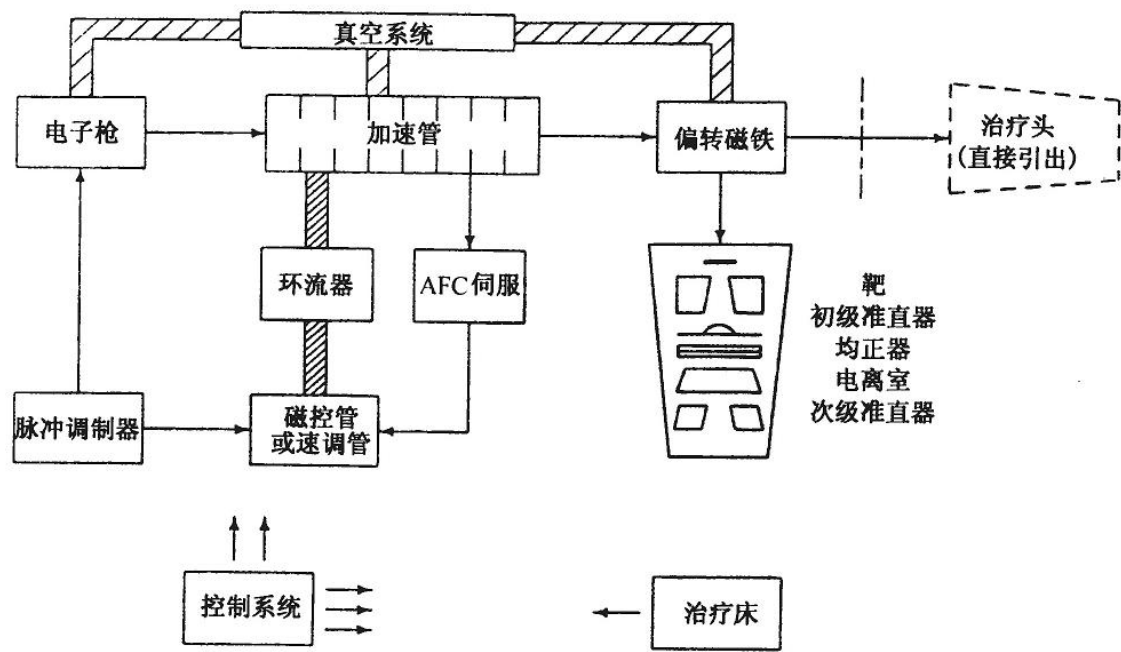 真空系统
电子枪
加速管
偏转磁铁
治疗头
(直接引出)
环流器
AFC伺服
靶
初级准直器
均正器
电离室
次级准直器
脉冲调制器
磁控管
或速调管
控制系统
治疗床